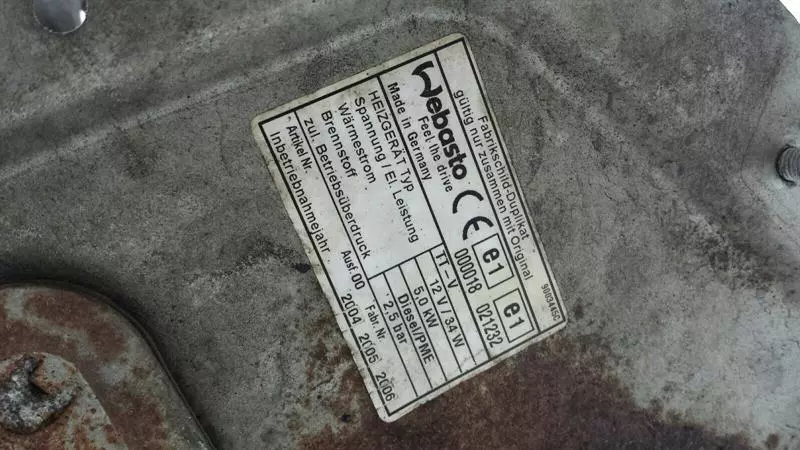 Fabrikschild-Duplikat
gültig nur zusammen mit Original
9003445C
Webasto
Feel the drive
CE e1 e1
Made in Germany
000018 021232
HEIZGERÄT Typ TT-V
Spannung / El. Leistung 12 V / 34 W
Wärmestrom 5,0 kW
Brennstoff Diesel/PME
zul. Betriebsüberdruck 2,5 bar
Artikel Nr. Ausf. 00 Fabr. Nr.
Inbetriebnahmejahr 2004 2005 2006